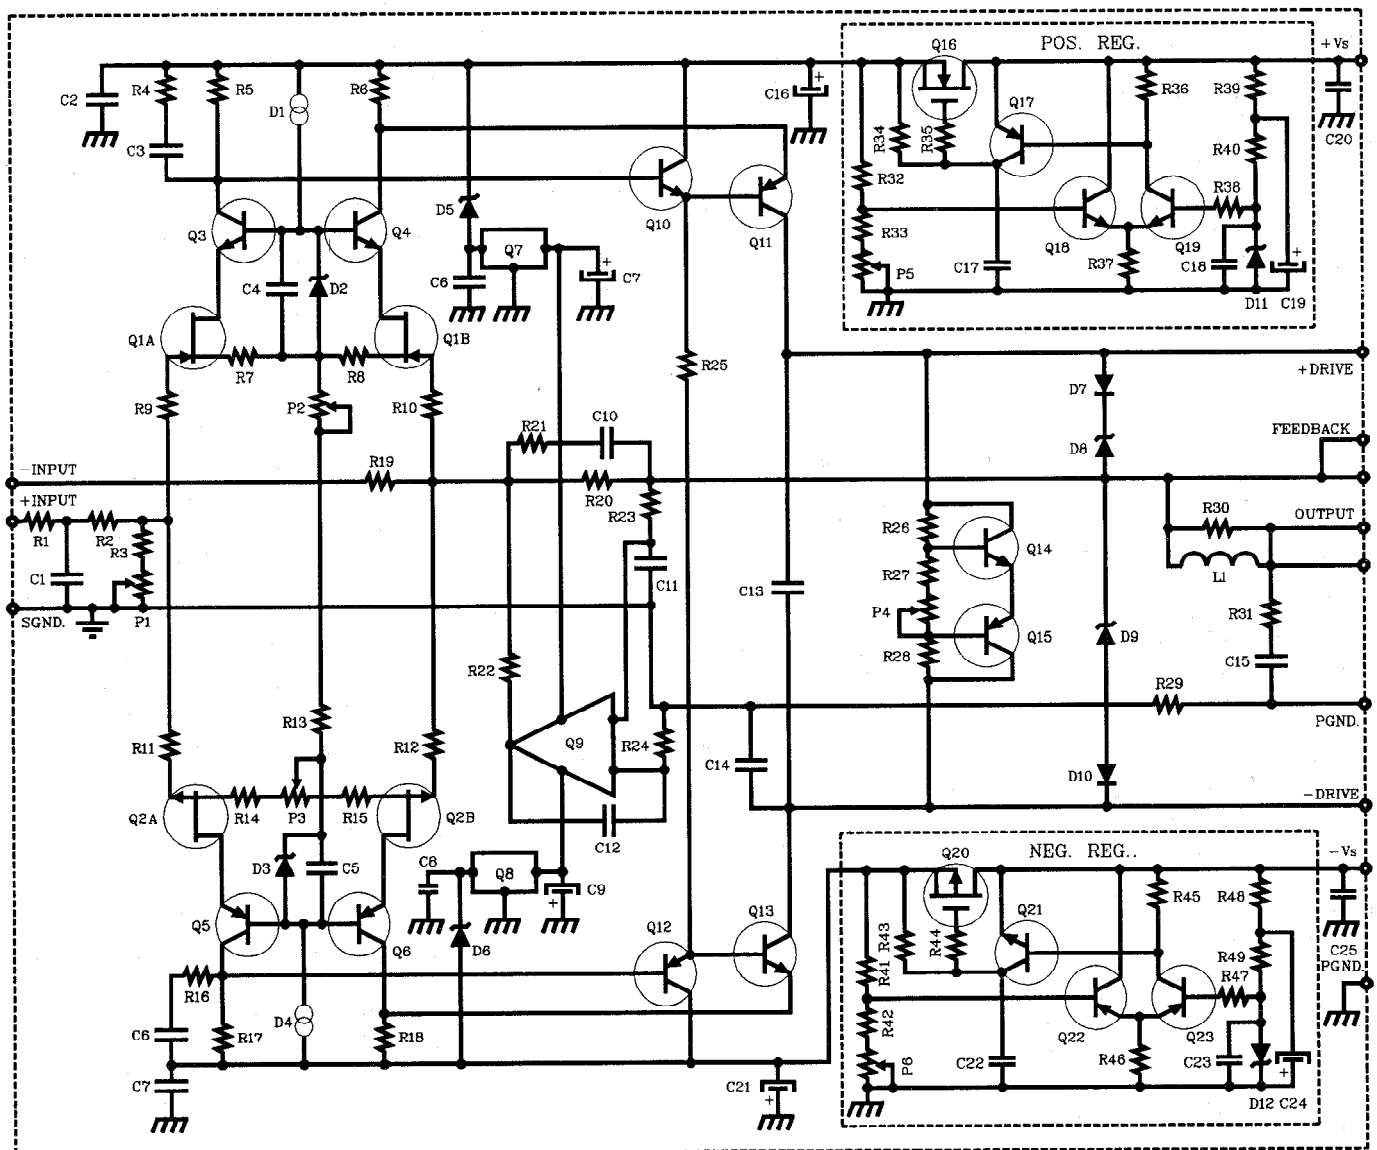 POS. REG.
+Vs
Q16
C2
R4
R5
D1
R6
C16
Q17
R36
R39
C20
C3
R34
R35
R40
R32
R38
D5
Q10
Q11
Q3
Q4
Q7
R33
Q18
Q19
C4
D2
C6
C7
P5
C17
R37
C18
D11
C19
Q1A
Q1B
R7
R8
R25
+DRIVE
R9
P2
R10
D7
R21
C10
FEEDBACK
D8
-INPUT
R19
R20
+INPUT
R23
R26
R30
OUTPUT
R1
R2
R3
Q14
C1
C11
C13
R27
L1
P4
R31
SGND.
P1
Q15
D9
R22
R28
C15
R29
R13
PGND.
R11
R12
Q9
R24
C14
D10
-DRIVE
Q2A
R14
P3
R15
Q2B
C12
NEG. REG..
-Vs
Q20
D3
C5
C8
Q8
C9
R45
R48
Q5
Q6
D6
Q12
Q13
R43
R44
Q21
C25
R41
R49
PGND.
R16
R47
D4
R42
Q22
Q23
C6
R17
R18
P6
C22
R46
C23
C7
C21
D12
C24